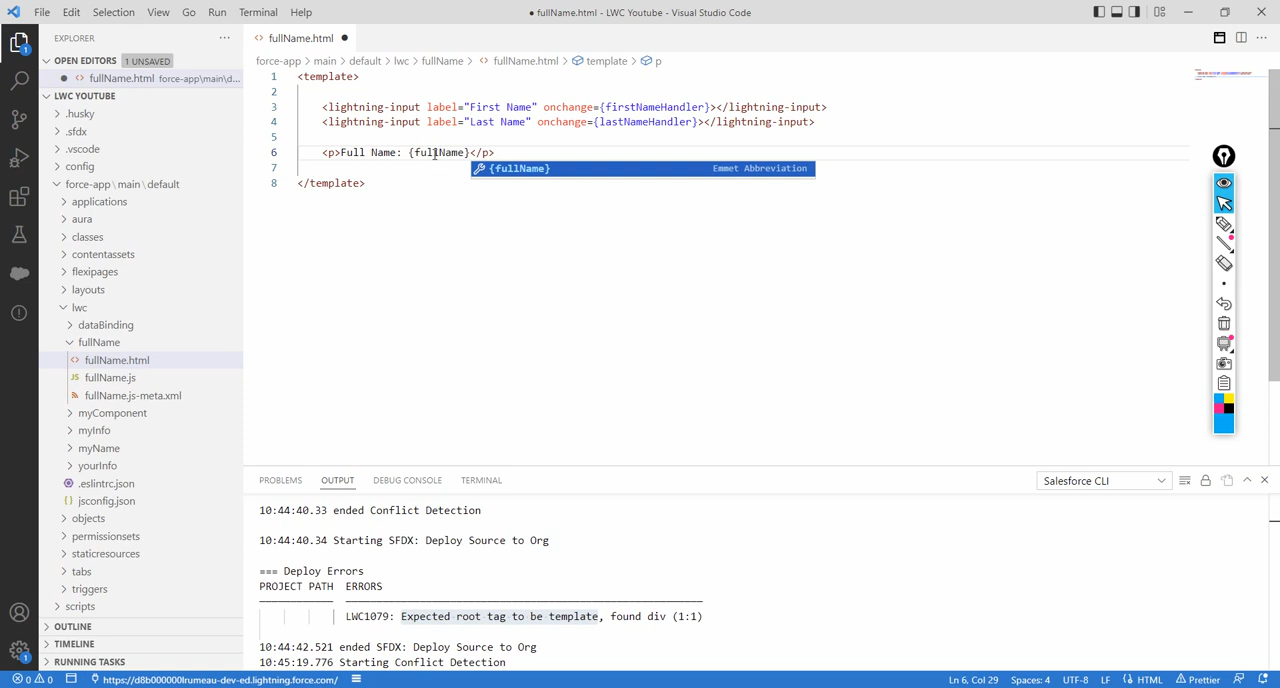 File Edit Selection View Go Run Terminal Help
● fullName.html - LWC Youtube - Visual Studio Code
EXPLORER ···
OPEN EDITORS 1 UNSAVED
● <> fullName.html force-app\main\d...
LWC YOUTUBE
.husky
.sfdx
.vscode
config
force-app\main\default
applications
aura
classes
contentassets
flexipages
layouts
lwc
dataBinding
fullName
<> fullName.html
JS fullName.js
fullName.js-meta.xml
myComponent
myInfo
myName
yourInfo
.eslintrc.json
{} jsconfig.json
objects
permissionsets
staticresources
tabs
triggers
scripts
OUTLINE
TIMELINE
RUNNING TASKS
1
1
<> fullName.html ●
force-app > main > default > lwc > fullName > <> fullName.html > template > p
1 <template>
2
3 <lightning-input label="First Name" onchange={firstNameHandler}></lightning-input>
4 <lightning-input label="Last Name" onchange={lastNameHandler}></lightning-input>
5
6 <p>Full Name: {fullName}</p>
{fullName} Emmet Abbreviation
7
8 </template>
PROBLEMS OUTPUT DEBUG CONSOLE TERMINAL
Salesforce CLI
10:44:40.33 ended Conflict Detection
10:44:40.34 Starting SFDX: Deploy Source to Org
=== Deploy Errors
PROJECT PATH ERRORS
LWC1079: Expected root tag to be template, found div (1:1)
10:44:42.521 ended SFDX: Deploy Source to Org
10:45:19.776 Starting Conflict Detection
0 0 https://d8b000000lrumeau-dev-ed.lightning.force.com/ Ln 6, Col 29 Spaces: 4 UTF-8 LF {} HTML Prettier